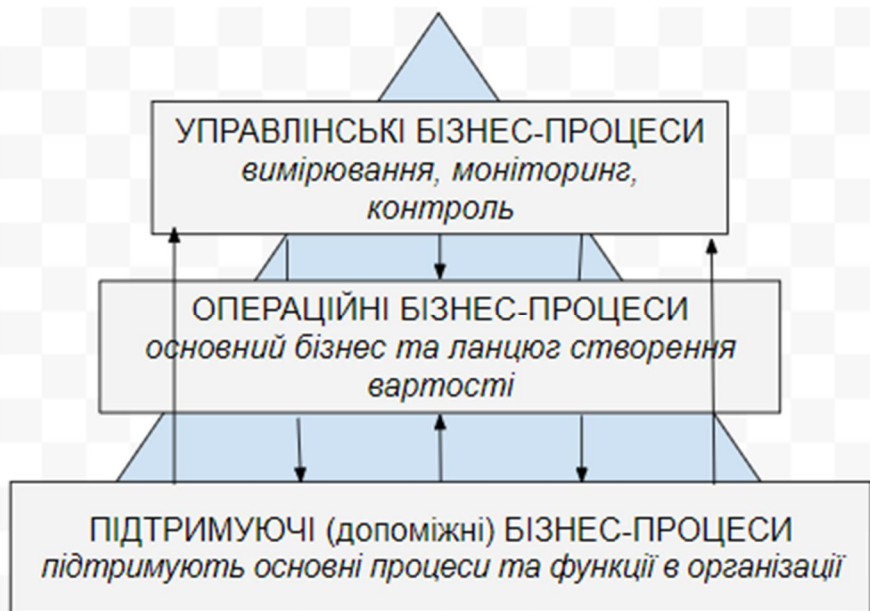 УПРАВЛІНСЬКІ БІЗНЕС-ПРОЦЕСИ
вимірювання, моніторинг,
контроль
ОПЕРАЦІЙНІ БІЗНЕС-ПРОЦЕСИ
основний бізнес та ланцюг створення
вартості
ПІДТРИМУЮЧІ (допоміжні) БІЗНЕС-ПРОЦЕСИ
підтримують основні процеси та функції в організації